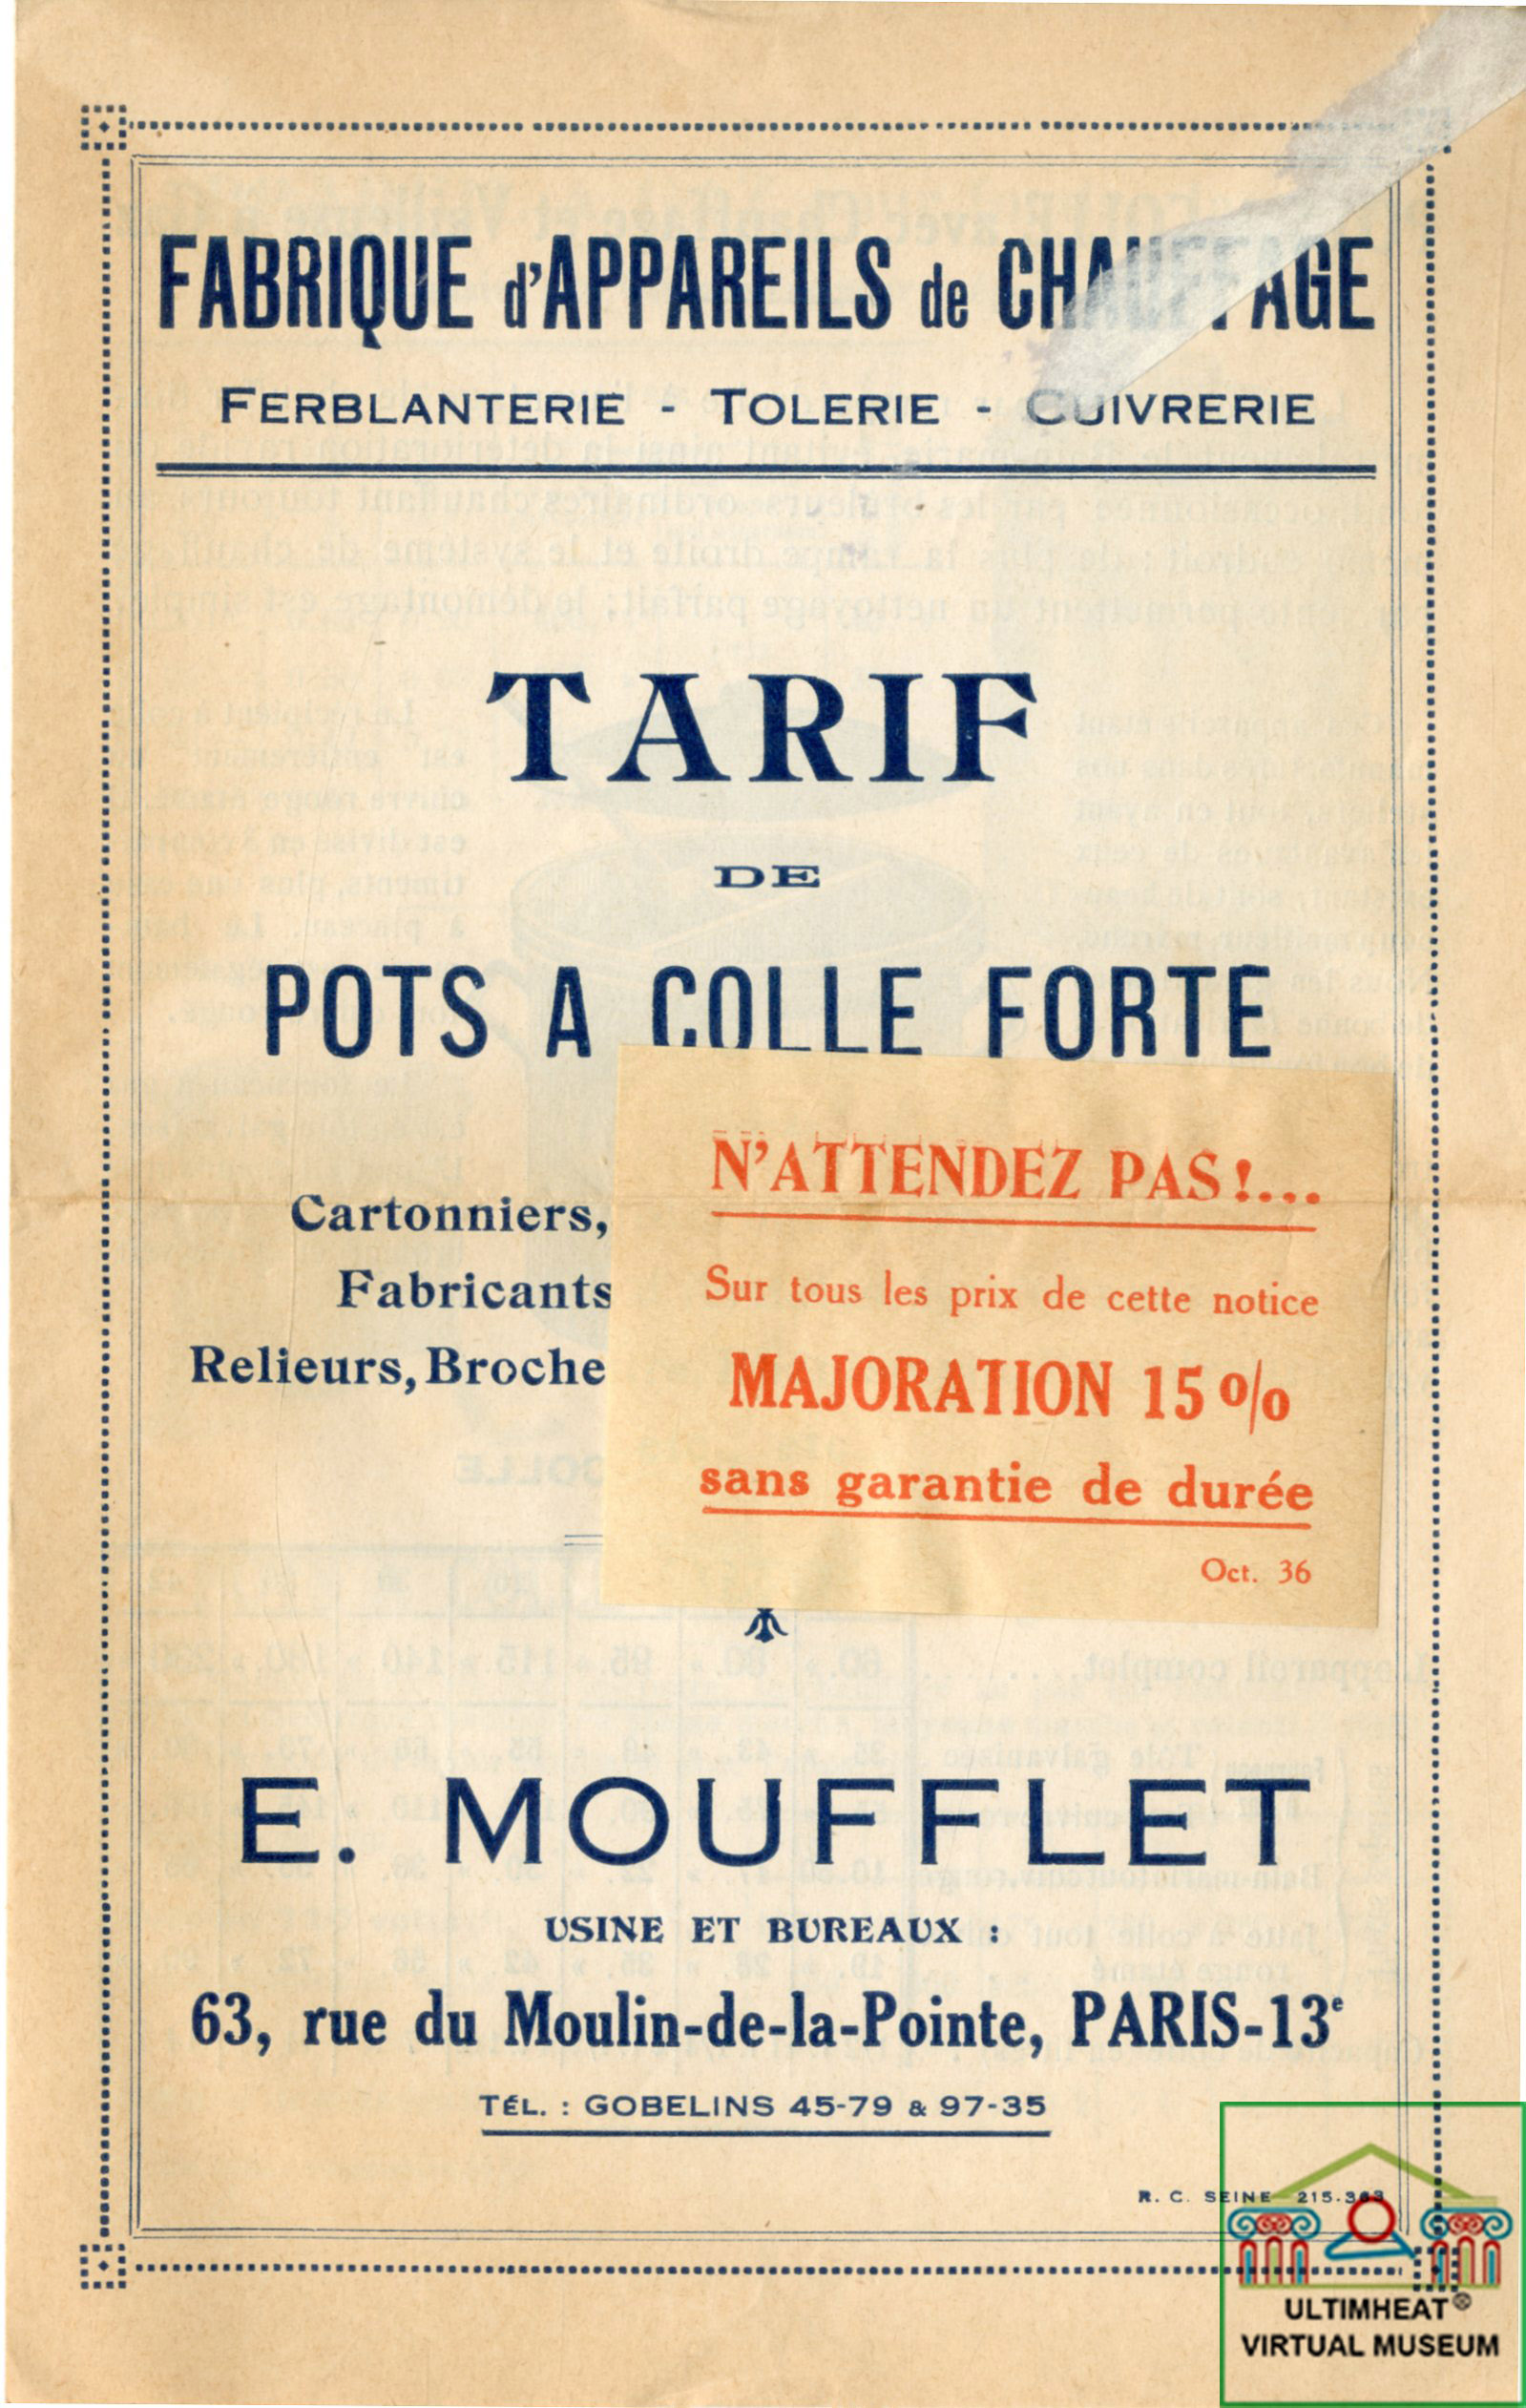 FABRIQUE d'APPAREILS de CHAUFFAGE
FERBLANTERIE - TOLERIE - CUIVRERIE
TARIF
DE
POTS A COLLE FORTE
Cartonniers,
Fabricants
Relieurs, Broche
N'ATTENDEZ PAS !...
Sur tous les prix de cette notice
MAJORATION 15 %
sans garantie de durée
Oct. 36
E. MOUFFLET
USINE ET BUREAUX :
63, rue du Moulin-de-la-Pointe, PARIS-13e
TÉL. : GOBELINS 45-79 & 97-35
R. C. SEINE 215.363
ULTIMHEAT®
VIRTUAL MUSEUM